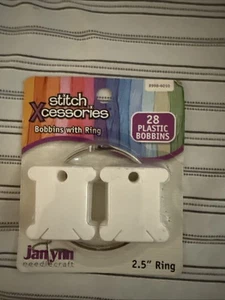 stitch
Xcessories
Bobbins with Ring
28
PLASTIC
BOBBINS
Janlynn
needlecraft
2.5" Ring